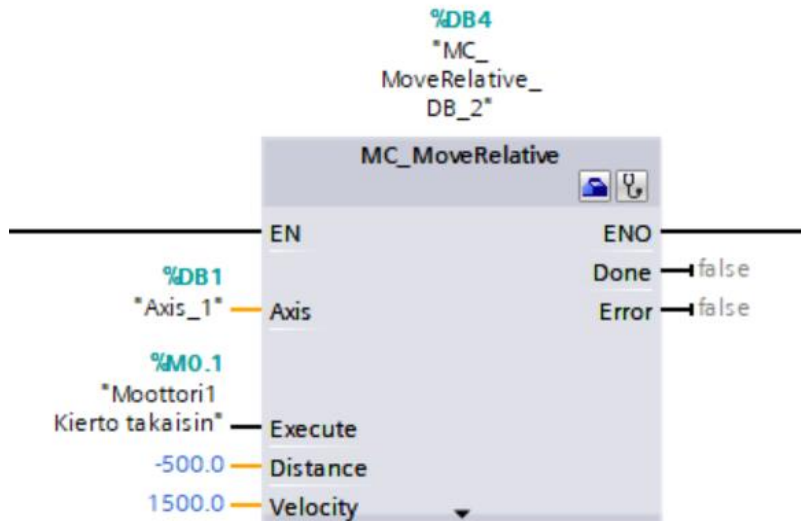 %DB4
"MC_
MoveRelative_
DB_2"
MC_MoveRelative
EN ENO
Done false
%DB1
"Axis_1" Axis Error false
%M0.1
"Moottori1
Kierto takaisin" Execute
-500.0 Distance
1500.0 Velocity